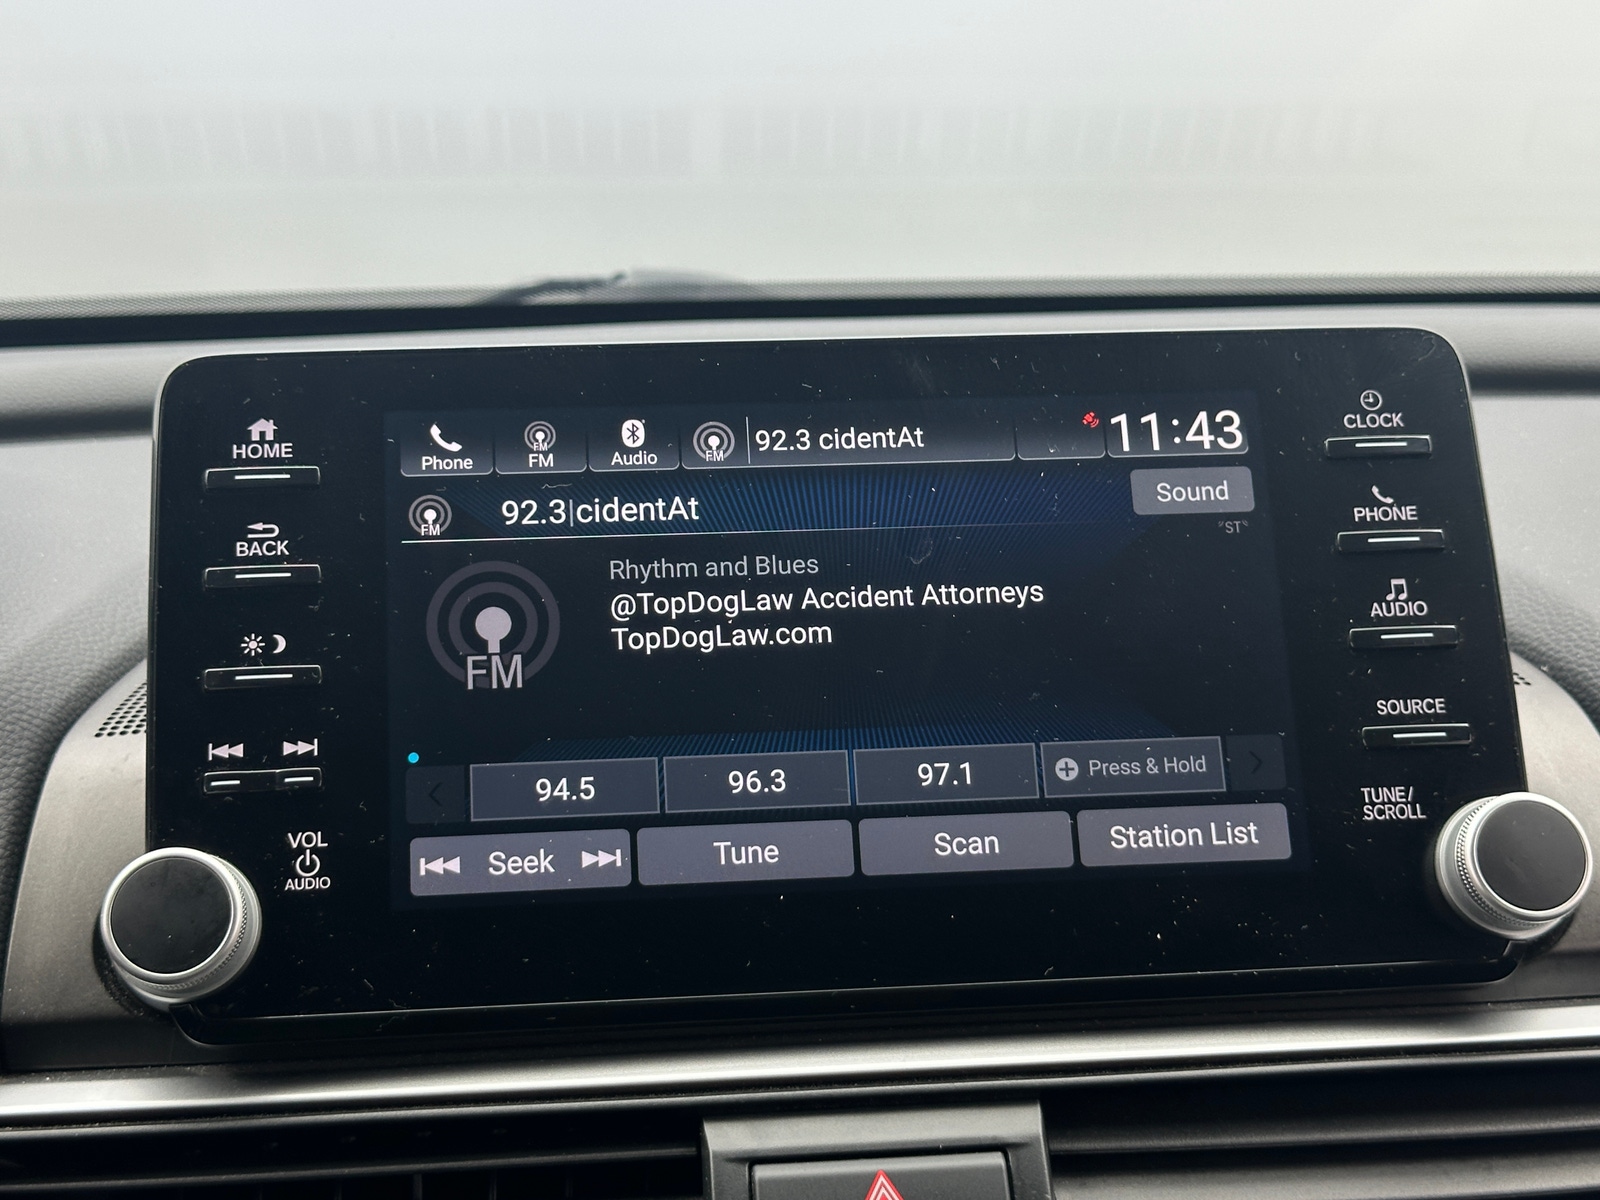 HOME
BACK
VOL
AUDIO
Phone
FM
FM
Audio
FM
92.3 cidentAt
11:43
FM
92.3|cidentAt
Sound
"ST"
FM
Rhythm and Blues
@TopDogLaw Accident Attorneys
TopDogLaw.com
94.5
96.3
97.1
Press & Hold
Seek
Tune
Scan
Station List
CLOCK
PHONE
AUDIO
SOURCE
TUNE/
SCROLL